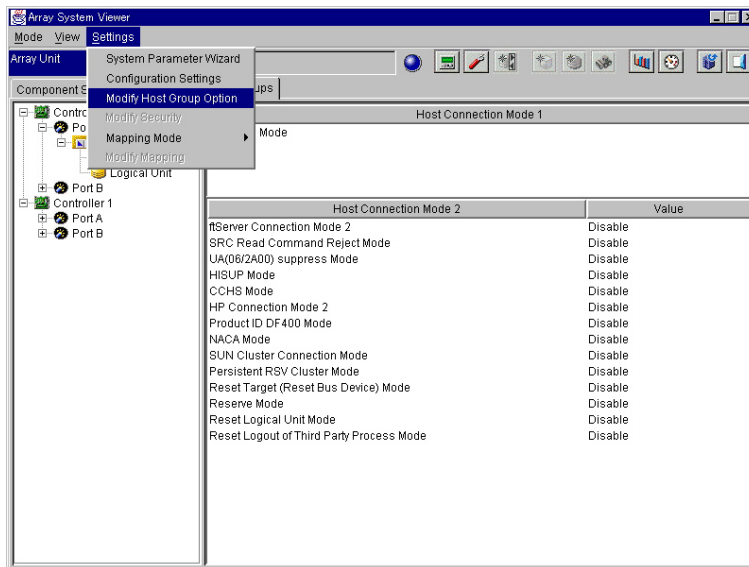 Array System Viewer
Mode View Settings
Array Unit
System Parameter Wizard
Configuration Settings
Modify Host Group Option
Modify Security
Mapping Mode
Modify Mapping
Component S
ups
Contro
Po
Logical Unit
Port B
Controller 1
Port A
Port B
Host Connection Mode 1
Mode
Host Connection Mode 2 Value
ftServer Connection Mode 2 Disable
SRC Read Command Reject Mode Disable
UA(06/2A00) suppress Mode Disable
HISUP Mode Disable
CCHS Mode Disable
HP Connection Mode 2 Disable
Product ID DF400 Mode Disable
NACA Mode Disable
SUN Cluster Connection Mode Disable
Persistent RSV Cluster Mode Disable
Reset Target (Reset Bus Device) Mode Disable
Reserve Mode Disable
Reset Logical Unit Mode Disable
Reset Logout of Third Party Process Mode Disable